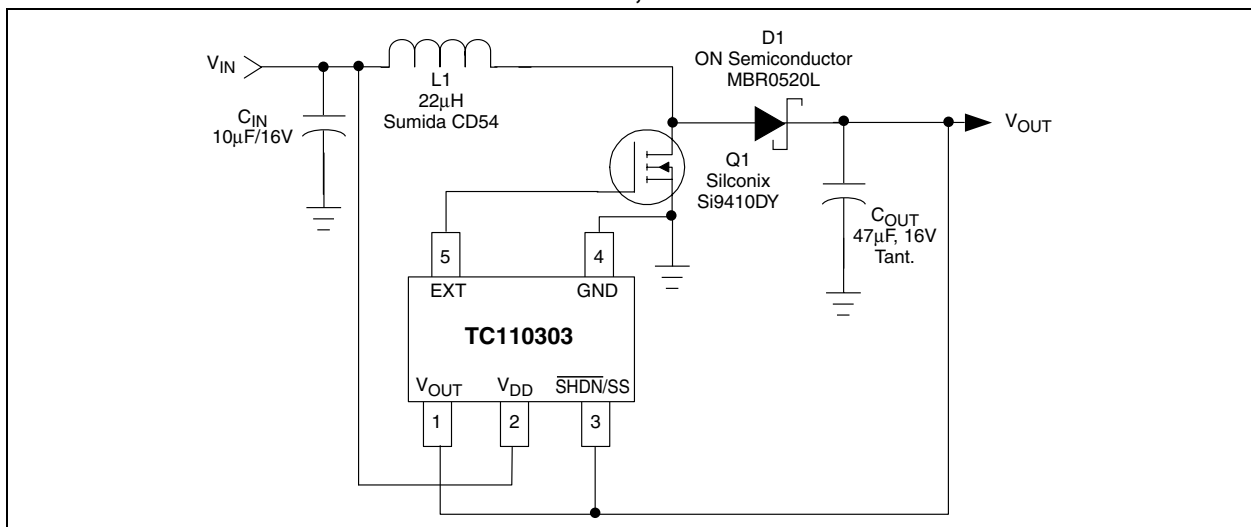 D1
ON Semiconductor
MBR0520L
VIN
L1
22µH
Sumida CD54
CIN
10µF/16V
VOUT
Q1
Silconix
Si9410DY
COUT
47µF, 16V
Tant.
5
4
EXT
GND
TC110303
VOUT
VDD
SHDN/SS
1
2
3